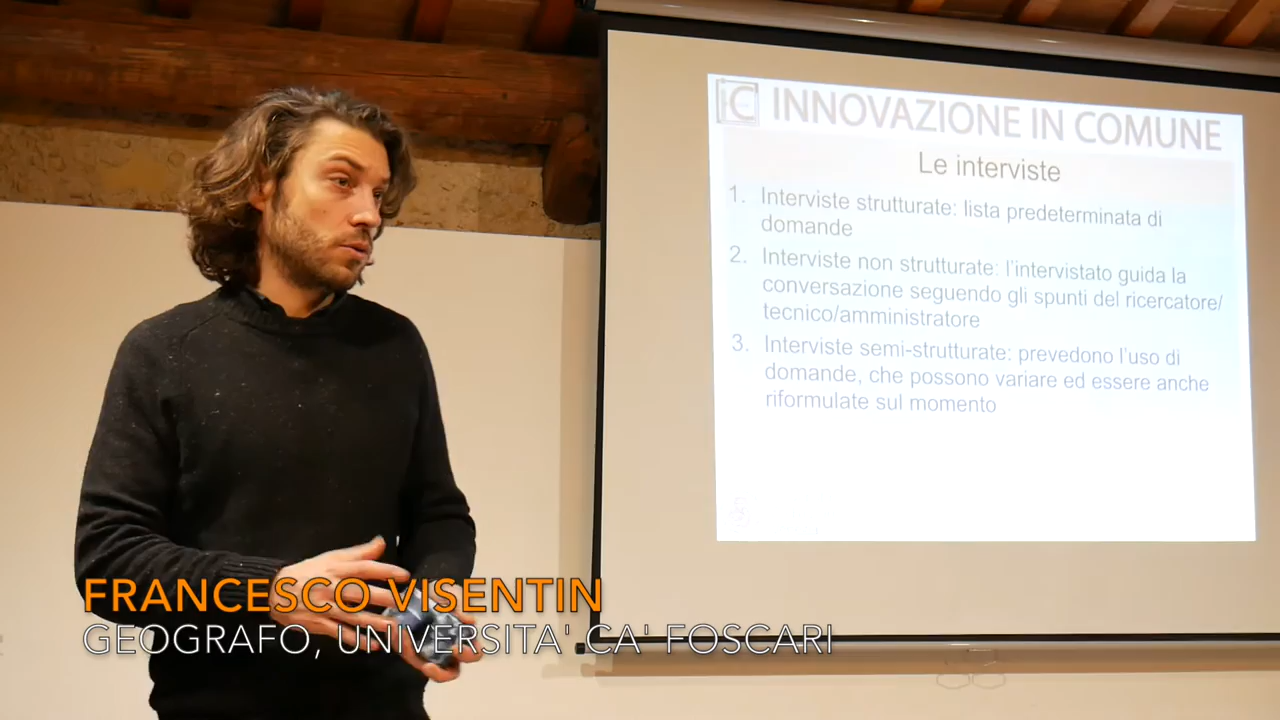 iC INNOVAZIONE IN COMUNE
Le interviste
1. Interviste strutturate: lista predeterminata di
domande
2. Interviste non strutturate: l'intervistato guida la
conversazione seguendo gli spunti del ricercatore/
tecnico/amministratore
3. Interviste semi-strutturate: prevedono l'uso di
domande, che possono variare ed essere anche
riformulate sul momento
FRANCESCO VISENTIN
GEOGRAFO, UNIVERSITA' CA' FOSCARI